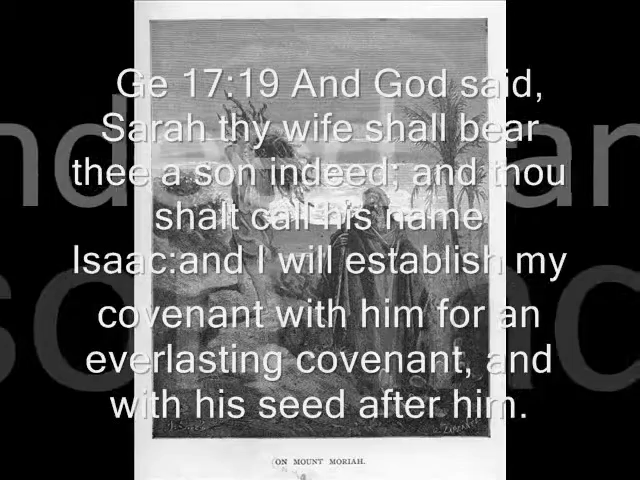 Ge 17:19 And God said,
Sarah thy wife shall bear
thee a son indeed; and thou
shalt call his name
Isaac:and I will establish my
covenant with him for an
everlasting covenant, and
with his seed after him.
ON MOUNT MORIAH.